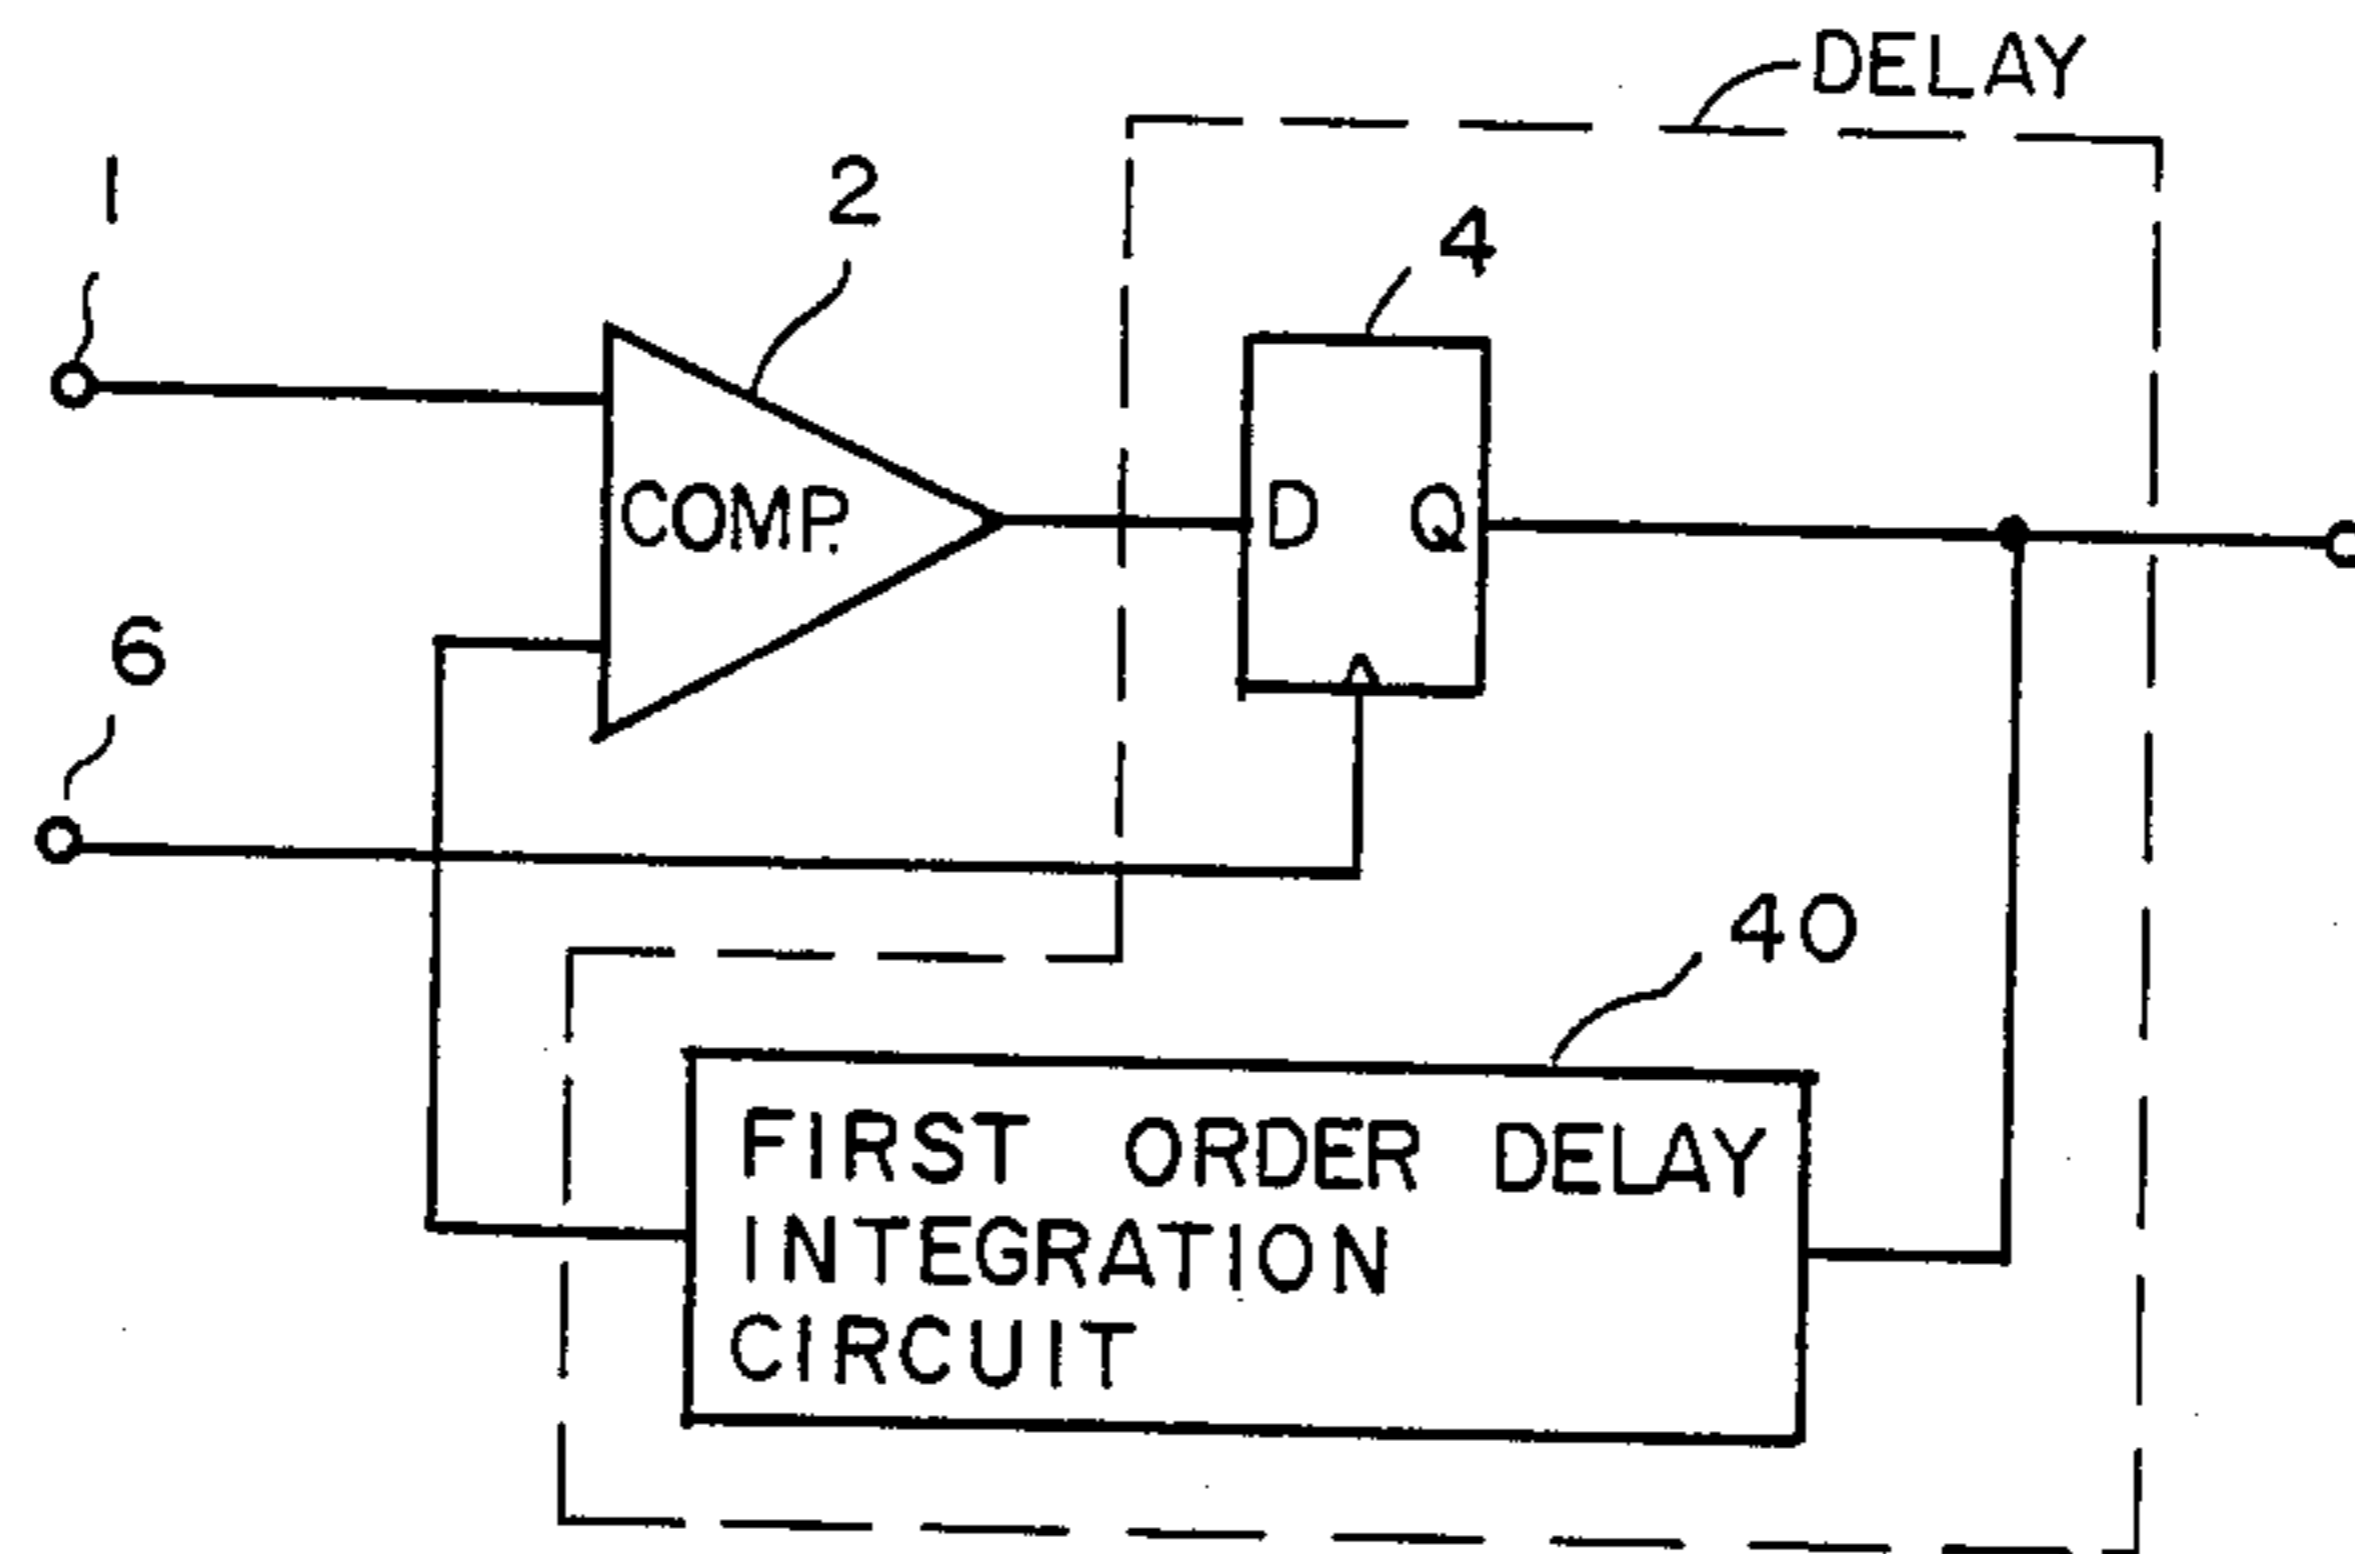 DELAY
1
2
4
COMP.
D Q
6
40
FIRST ORDER DELAY
INTEGRATION
CIRCUIT